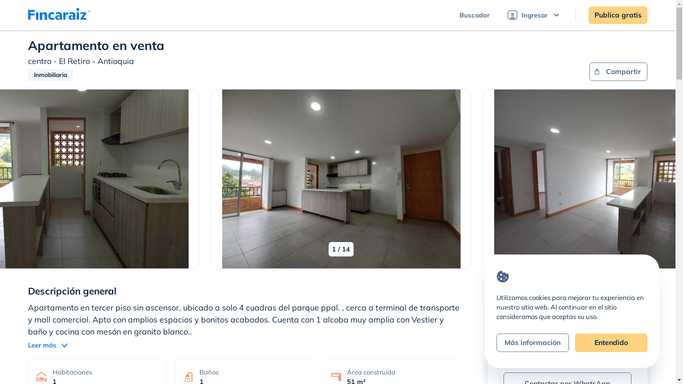 Fincaraiz
Buscador
Ingresar
Publica gratis
Apartamento en venta
centro - El Retiro - Antioquia
Inmobiliaria
Compartir
1 / 14
Descripción general
Apartamento en tercer piso sin ascensor, ubicado a solo 4 cuadras del parque ppal. , cerca a terminal de transporte
y mall comercial. Apto con amplios espacios y bonitos acabados. Cuenta con 1 alcoba muy amplia con Vestier y
baño y cocina con mesón en granito blanco..
Leer más
Habitaciones
1
Baños
1
Área construida
51 m²
Utilizamos cookies para mejorar tu experiencia en
nuestro sitio web. Al continuar en el sitio
consideramos que aceptas su uso.
Más información
Entendido
Contactar por WhatsApp